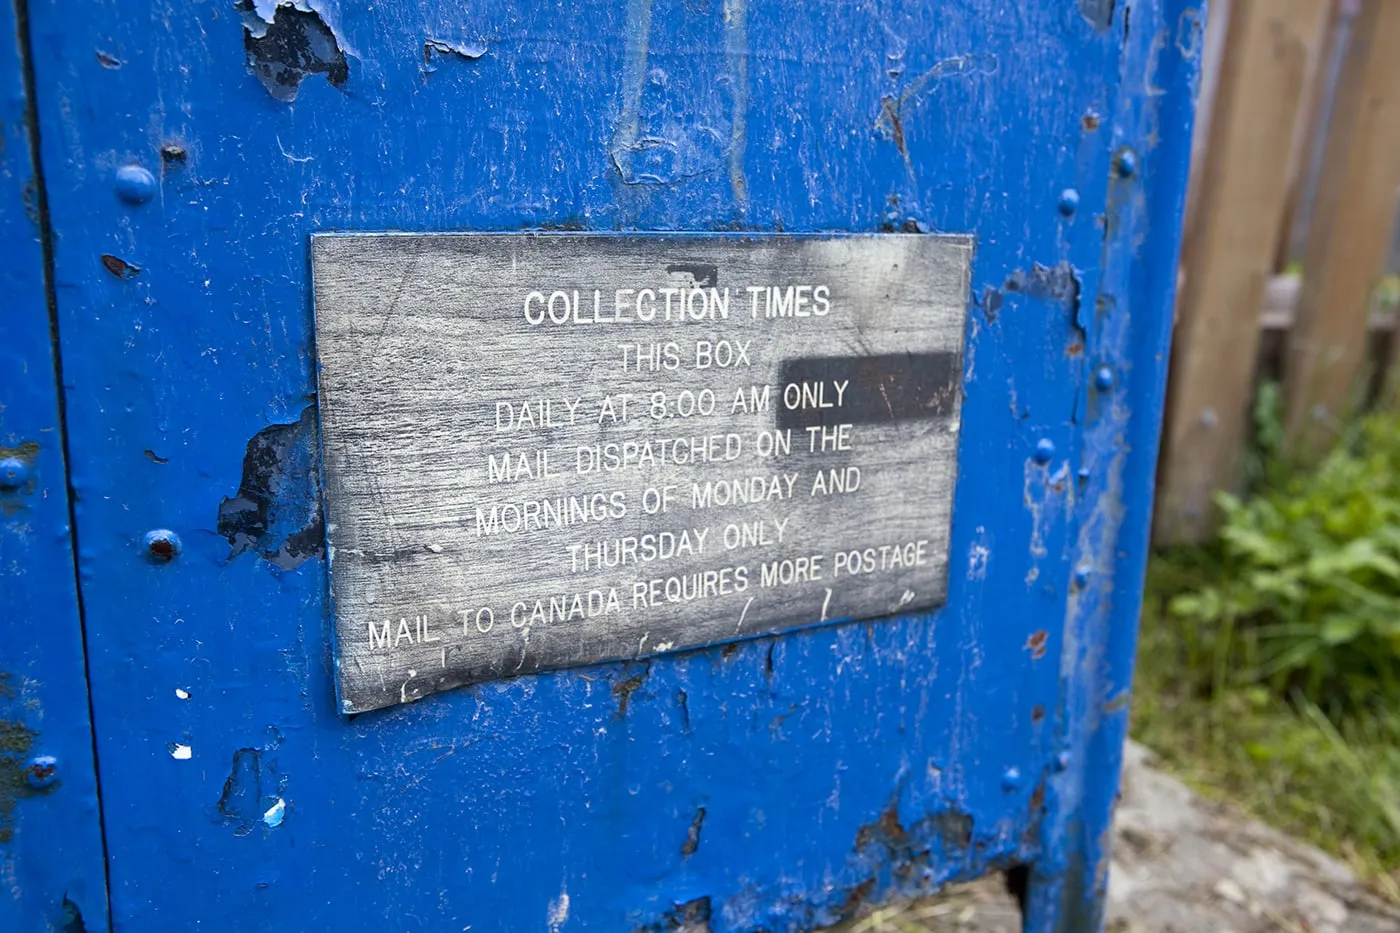 COLLECTION TIMES
THIS BOX
DAILY AT 8:00 AM ONLY
MAIL DISPATCHED ON THE
MORNINGS OF MONDAY AND
THURSDAY ONLY
MAIL TO CANADA REQUIRES MORE POSTAGE